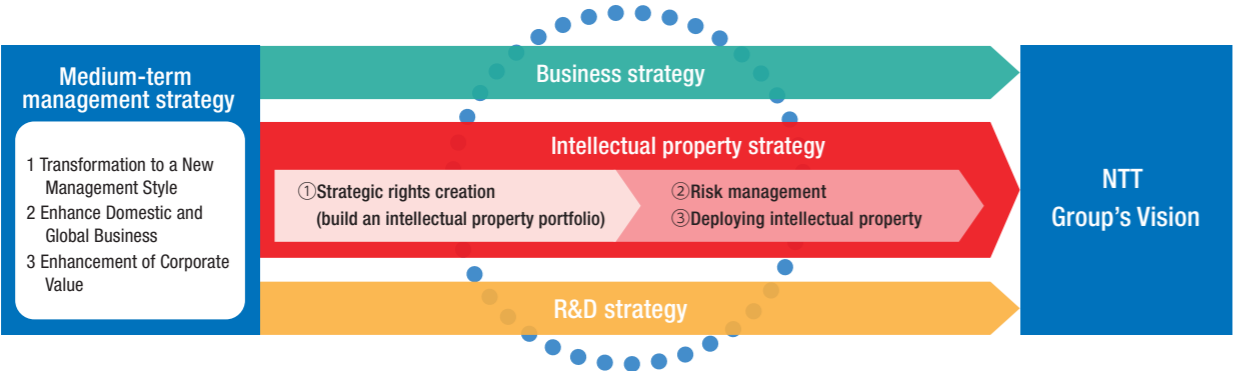 Medium-term
management strategy
1 Transformation to a New
Management Style
2 Enhance Domestic and
Global Business
3 Enhancement of Corporate
Value
Business strategy
Intellectual property strategy
①Strategic rights creation
(build an intellectual property portfolio)
②Risk management
③Deploying intellectual property
R&D strategy
NTT
Group's Vision